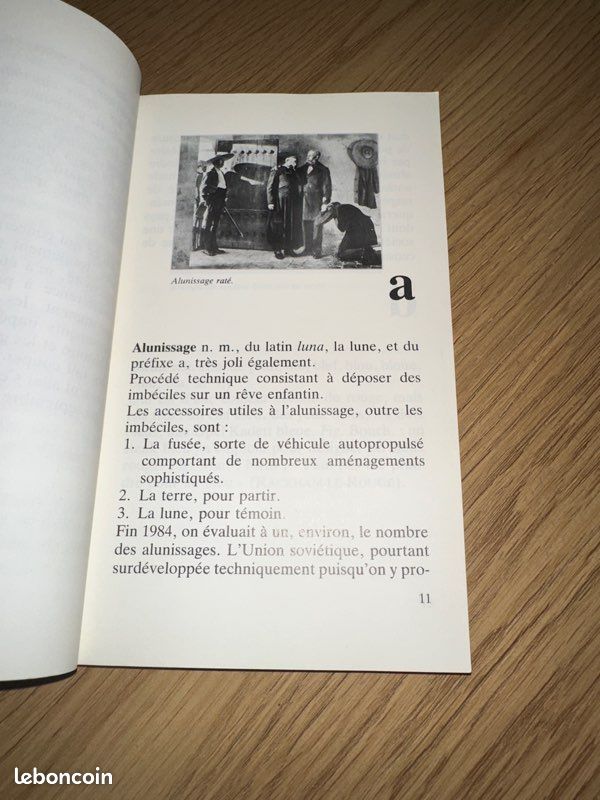 Alunissage raté.
a
Alunissage n. m., du latin luna, la lune, et du
préfixe a, très joli également.
Procédé technique consistant à déposer des
imbéciles sur un rêve enfantin.
Les accessoires utiles à l'alunissage, outre les
imbéciles, sont :
1. La fusée, sorte de véhicule autopropulsé
comportant de nombreux aménagements
sophistiqués.
2. La terre, pour partir.
3. La lune, pour témoin.
Fin 1984, on évaluait à un, environ, le nombre
des alunissages. L'Union soviétique, pourtant
surdéveloppée techniquement puisqu'on y pro-
11
leboncoin